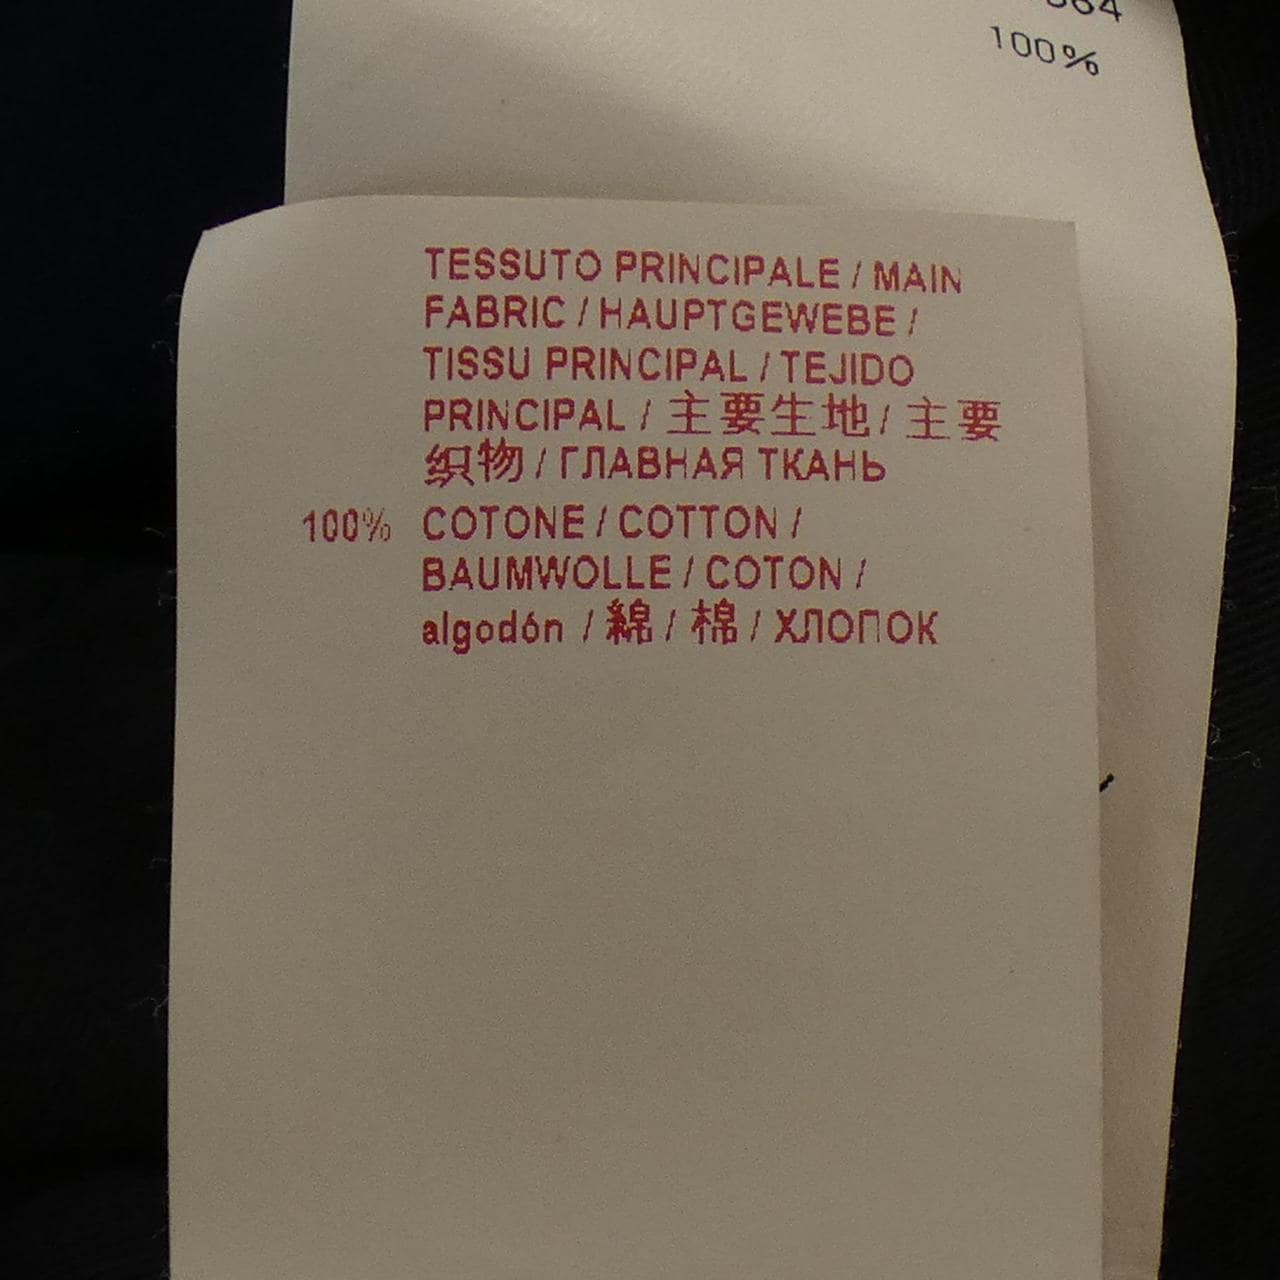 100%
TESSUTO PRINCIPALE / MAIN
FABRIC / HAUPTGEWEBE /
TISSU PRINCIPAL / TEJIDO
PRINCIPAL / 主要生地 / 主要
织物 / ГЛАВНАЯ ТКАНЬ
100% COTONE / COTTON /
BAUMWOLLE / COTON /
algodón / 綿 / 棉 / ХЛОПОК